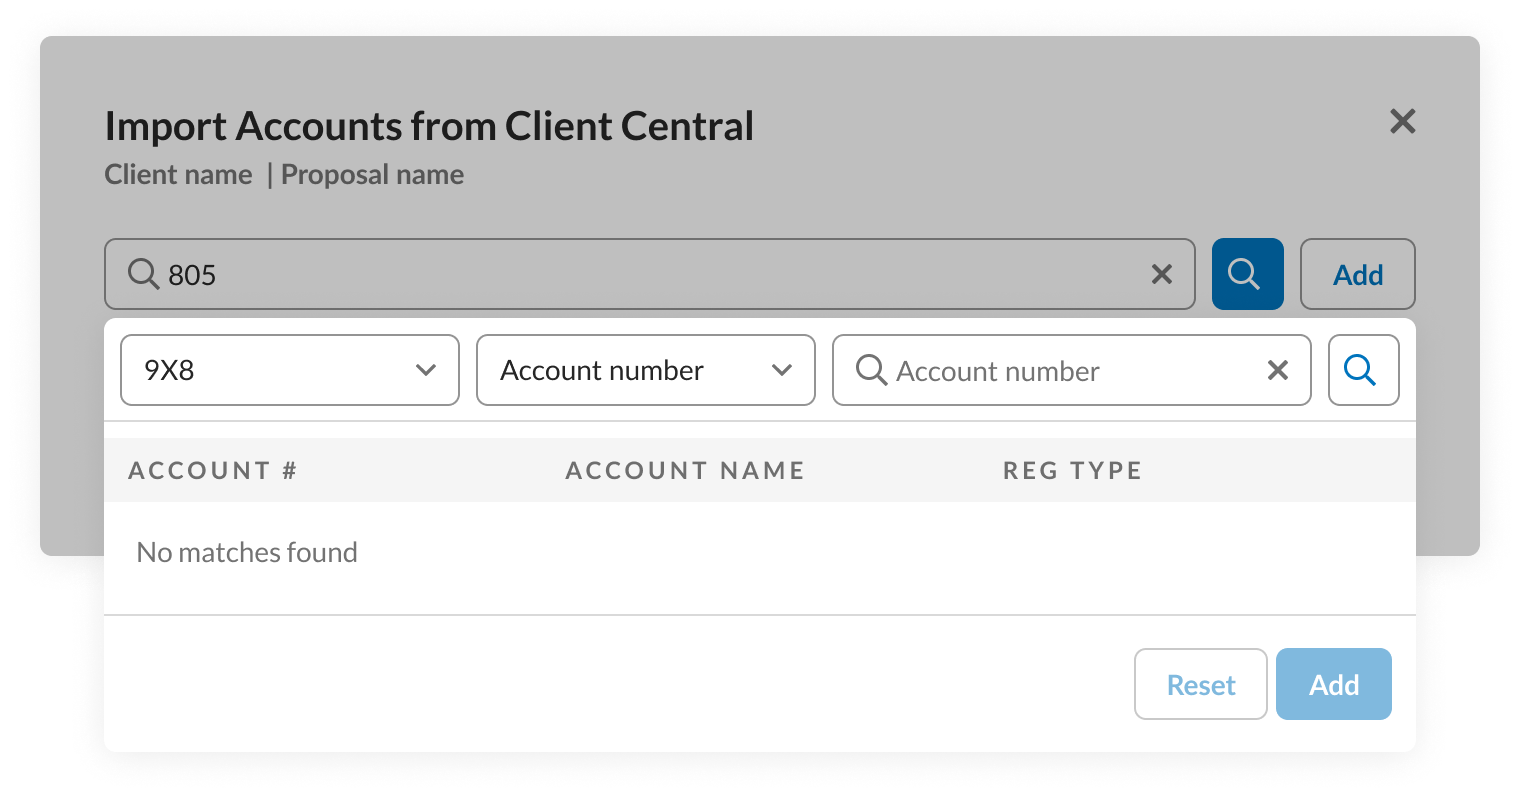 Import Accounts from Client Central
Client name | Proposal name
805
Add
9X8
Account number
Account number
ACCOUNT #
ACCOUNT NAME
REG TYPE
No matches found
Reset
Add